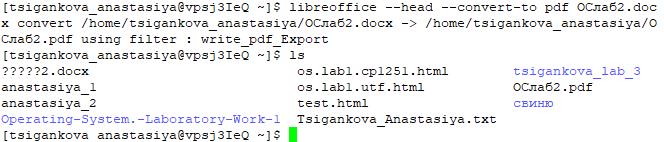 [tsigankova_anastasiya@vpsj3IeQ ~]$ libreoffice --head --convert-to pdf ОСлаб2.doc
x convert /home/tsigankova_anastasiya/ОСлаб2.docx -> /home/tsigankova_anastasiya/О
Слаб2.pdf using filter : write_pdf_Export
[tsigankova_anastasiya@vpsj3IeQ ~]$ ls
?????2.docx os.lab1.cp1251.html tsigankova_lab_3
anastasiya_1 os.lab1.utf.html ОСлаб2.pdf
anastasiya_2 test.html свиню
Operating-System.-Laboratory-Work-1 Tsigankova_Anastasiya.txt
[tsigankova_anastasiya@vpsj3IeQ ~]$